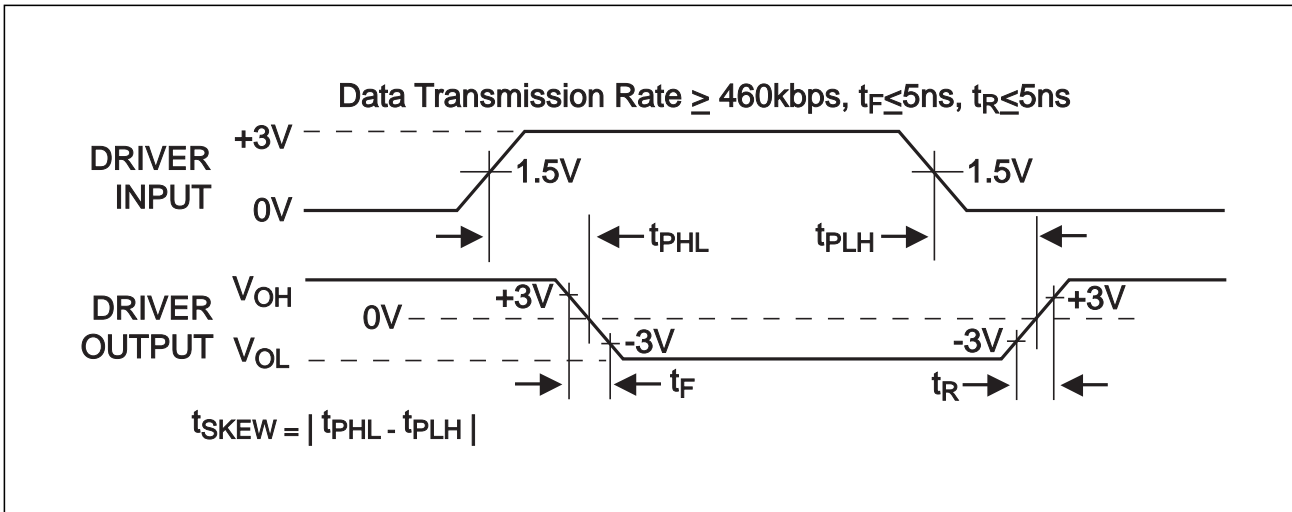 Data Transmission Rate ≥ 460kbps, tF≤5ns, tR≤5ns
+3V
DRIVER
INPUT
1.5V
1.5V
0V
tPHL
tPLH
VOH
DRIVER
OUTPUT
+3V
+3V
0V
-3V
-3V
VOL
tF
tR
tSKEW = | tPHL - tPLH |